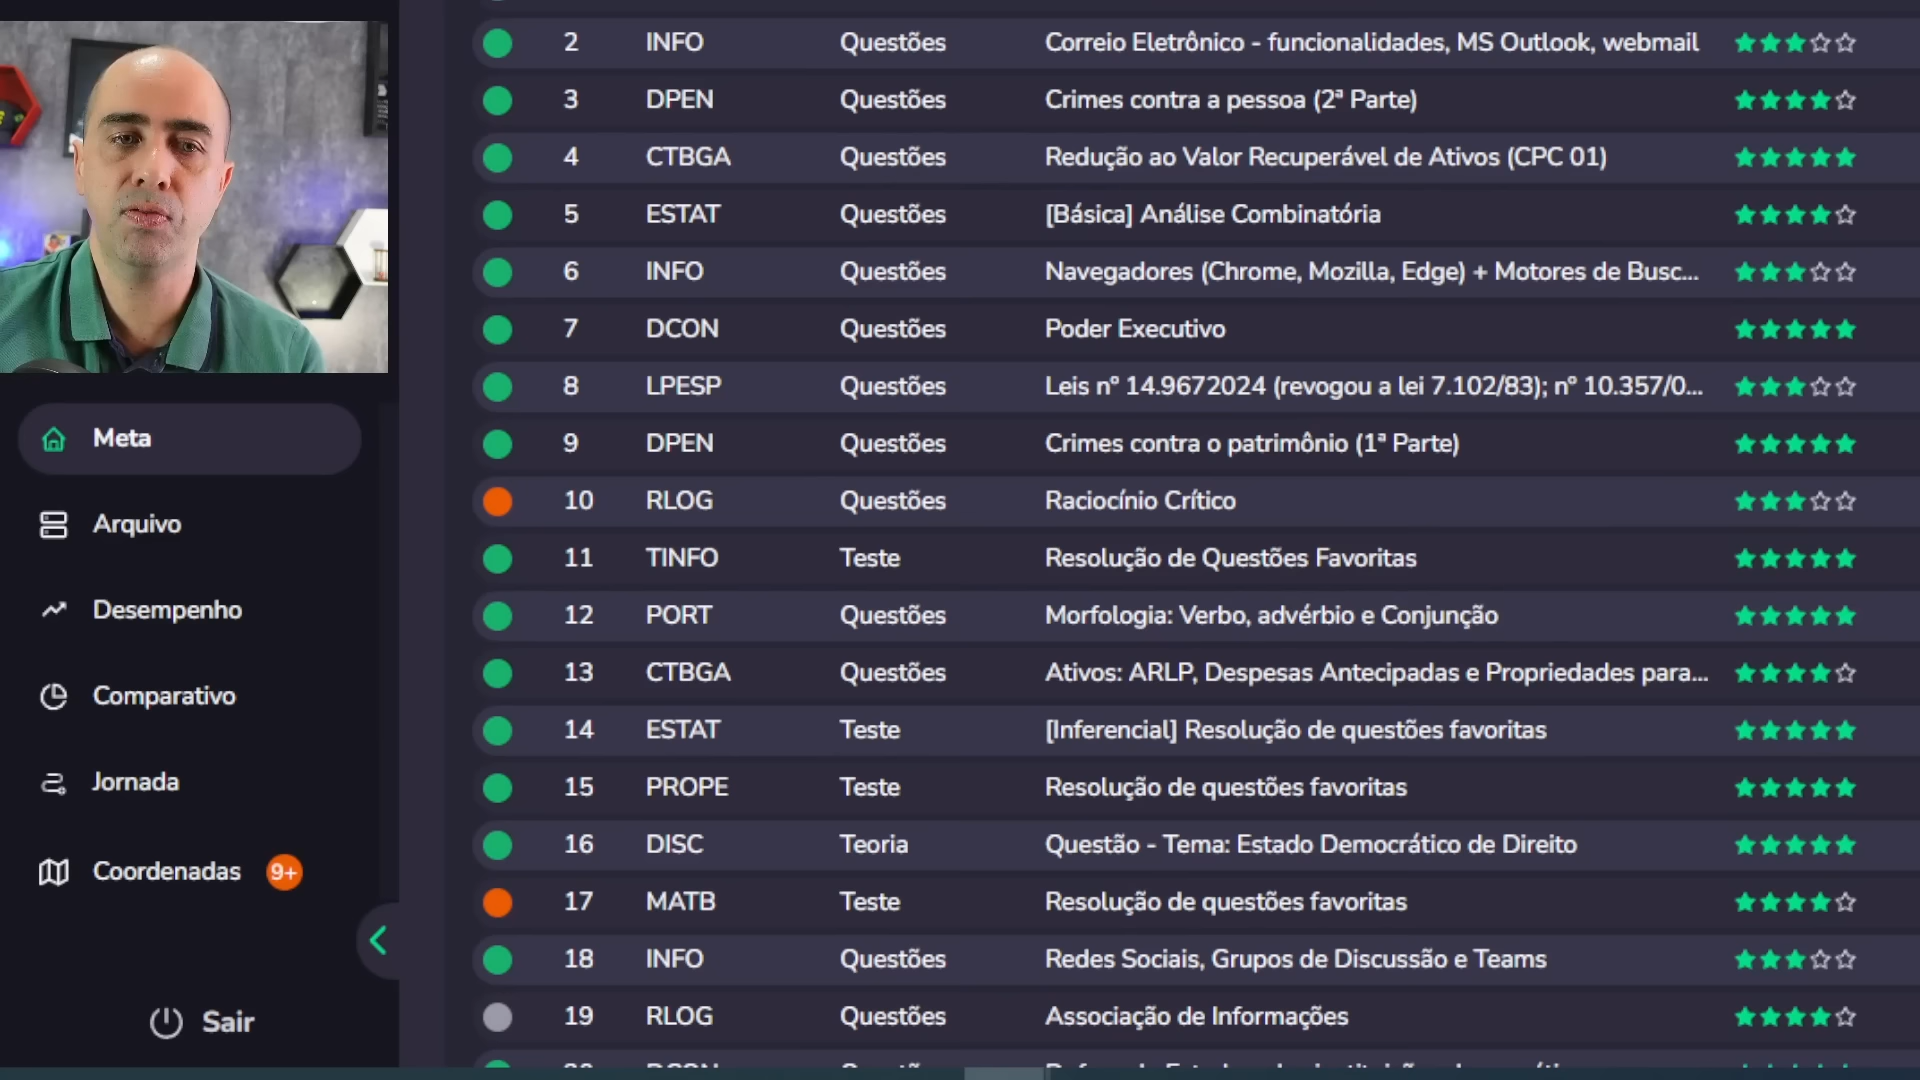 2 INFO Questões Correio Eletrônico - funcionalidades, MS Outlook, webmail
3 DPEN Questões Crimes contra a pessoa (2ª Parte)
4 CTBGA Questões Redução ao Valor Recuperável de Ativos (CPC 01)
5 ESTAT Questões [Básica] Análise Combinatória
6 INFO Questões Navegadores (Chrome, Mozilla, Edge) + Motores de Busc...
7 DCON Questões Poder Executivo
8 LPESP Questões Leis nº 14.9672024 (revogou a lei 7.102/83); nº 10.357/0...
9 DPEN Questões Crimes contra o patrimônio (1ª Parte)
10 RLOG Questões Raciocínio Crítico
11 TINFO Teste Resolução de Questões Favoritas
12 PORT Questões Morfologia: Verbo, advérbio e Conjunção
13 CTBGA Questões Ativos: ARLP, Despesas Antecipadas e Propriedades para...
14 ESTAT Teste [Inferencial] Resolução de questões favoritas
15 PROPE Teste Resolução de questões favoritas
16 DISC Teoria Questão - Tema: Estado Democrático de Direito
17 MATB Teste Resolução de questões favoritas
18 INFO Questões Redes Sociais, Grupos de Discussão e Teams
19 RLOG Questões Associação de Informações
Meta
Arquivo
Desempenho
Comparativo
Jornada
Coordenadas 9+
Sair